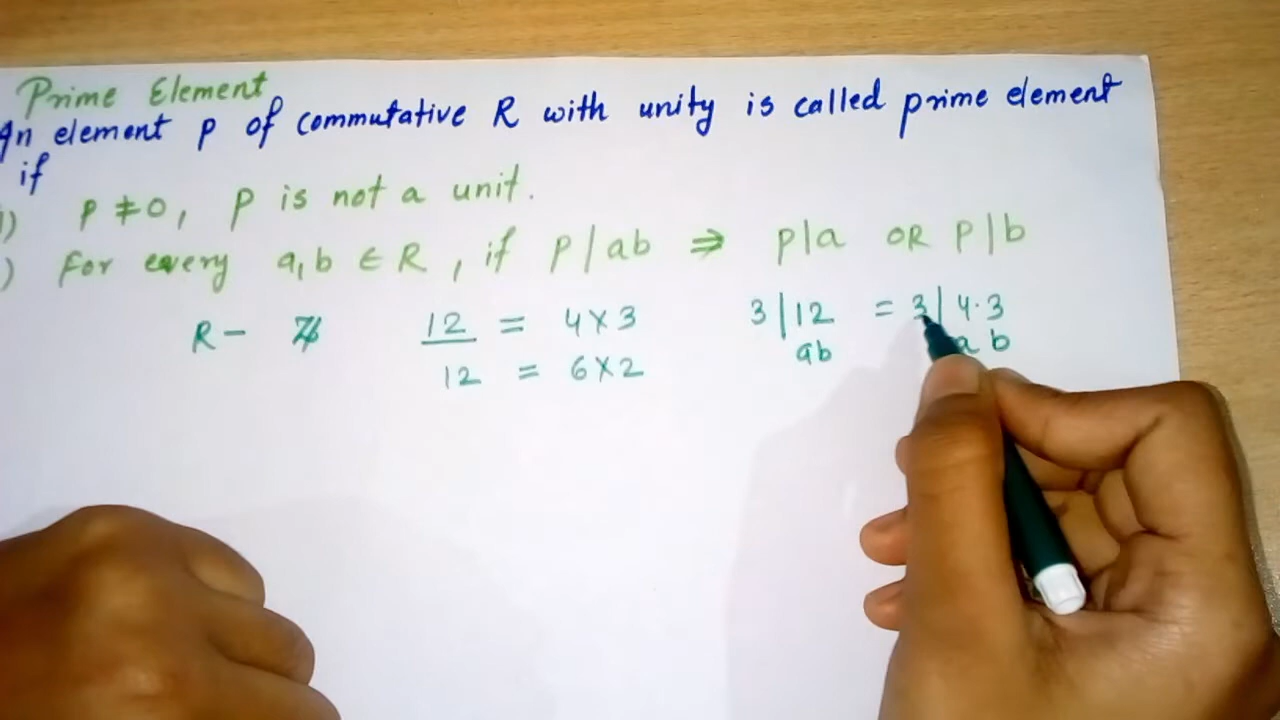 Prime Element
An element p of commutative R with unity is called prime element
if
1) p ≠ 0, p is not a unit.
) For every a, b ∈ R, if p | ab ⇒ p|a OR P|b
R - ℤ 12 = 4 × 3 3 | 12 = 3 | 4·3
ab a b
12 = 6 × 2